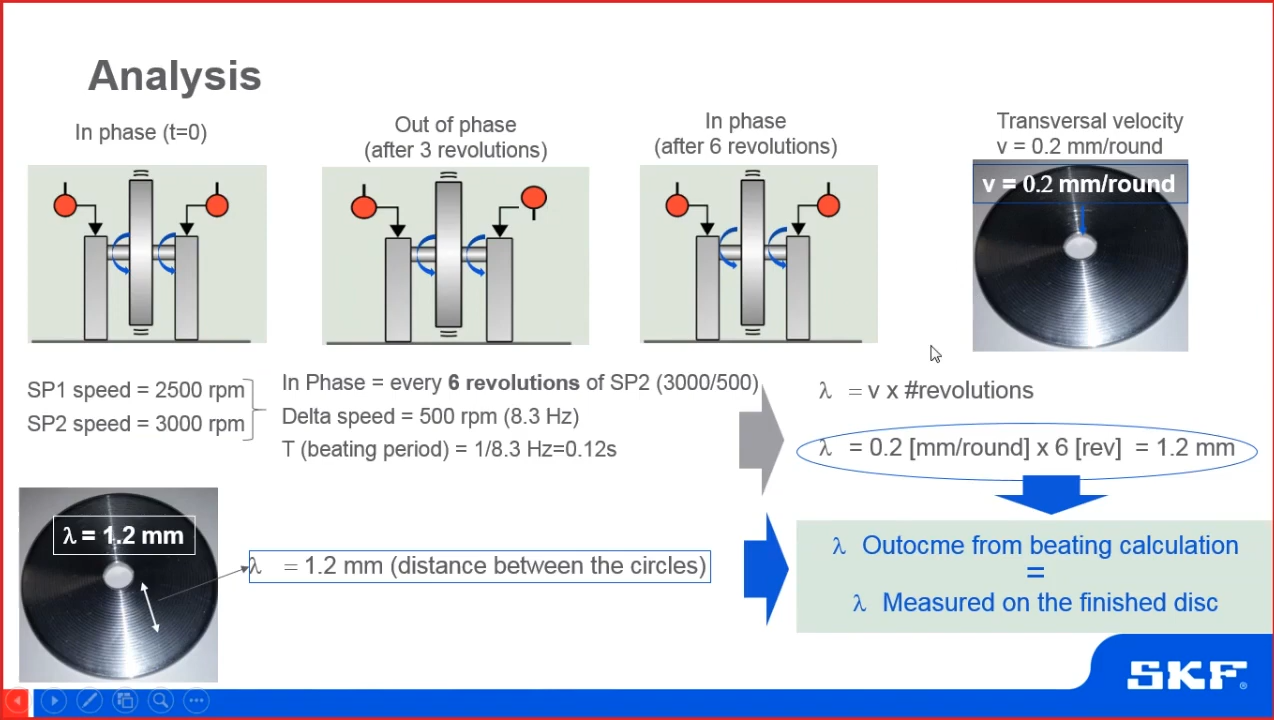 Analysis
In phase (t=0)
Out of phase
(after 3 revolutions)
In phase
(after 6 revolutions)
Transversal velocity
v = 0.2 mm/round
v = 0.2 mm/round
SP1 speed = 2500 rpm
SP2 speed = 3000 rpm
In Phase = every 6 revolutions of SP2 (3000/500)
Delta speed = 500 rpm (8.3 Hz)
T (beating period) = 1/8.3 Hz=0.12s
λ = v x #revolutions
λ = 0.2 [mm/round] x 6 [rev] = 1.2 mm
λ = 1.2 mm
λ = 1.2 mm (distance between the circles)
λ Outocme from beating calculation
=
λ Measured on the finished disc
SKF®